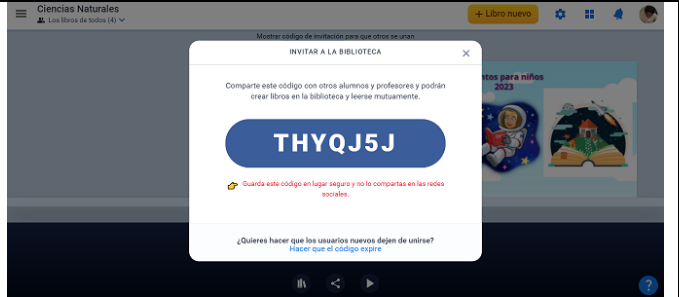 Ciencias Naturales
Los libros de todos (4)
+ Libro nuevo
Mostrar código de invitación para que otros se unan
INVITAR A LA BIBLIOTECA
Comparte este código con otros alumnos y profesores y podrán
crear libros en la biblioteca y leerse mutuamente.
THYQJ5J
Guarda este código en lugar seguro y no lo compartas en las redes
sociales.
¿Quieres hacer que los usuarios nuevos dejen de unirse?
Hacer que el código expire
ntos para niños
2023
?